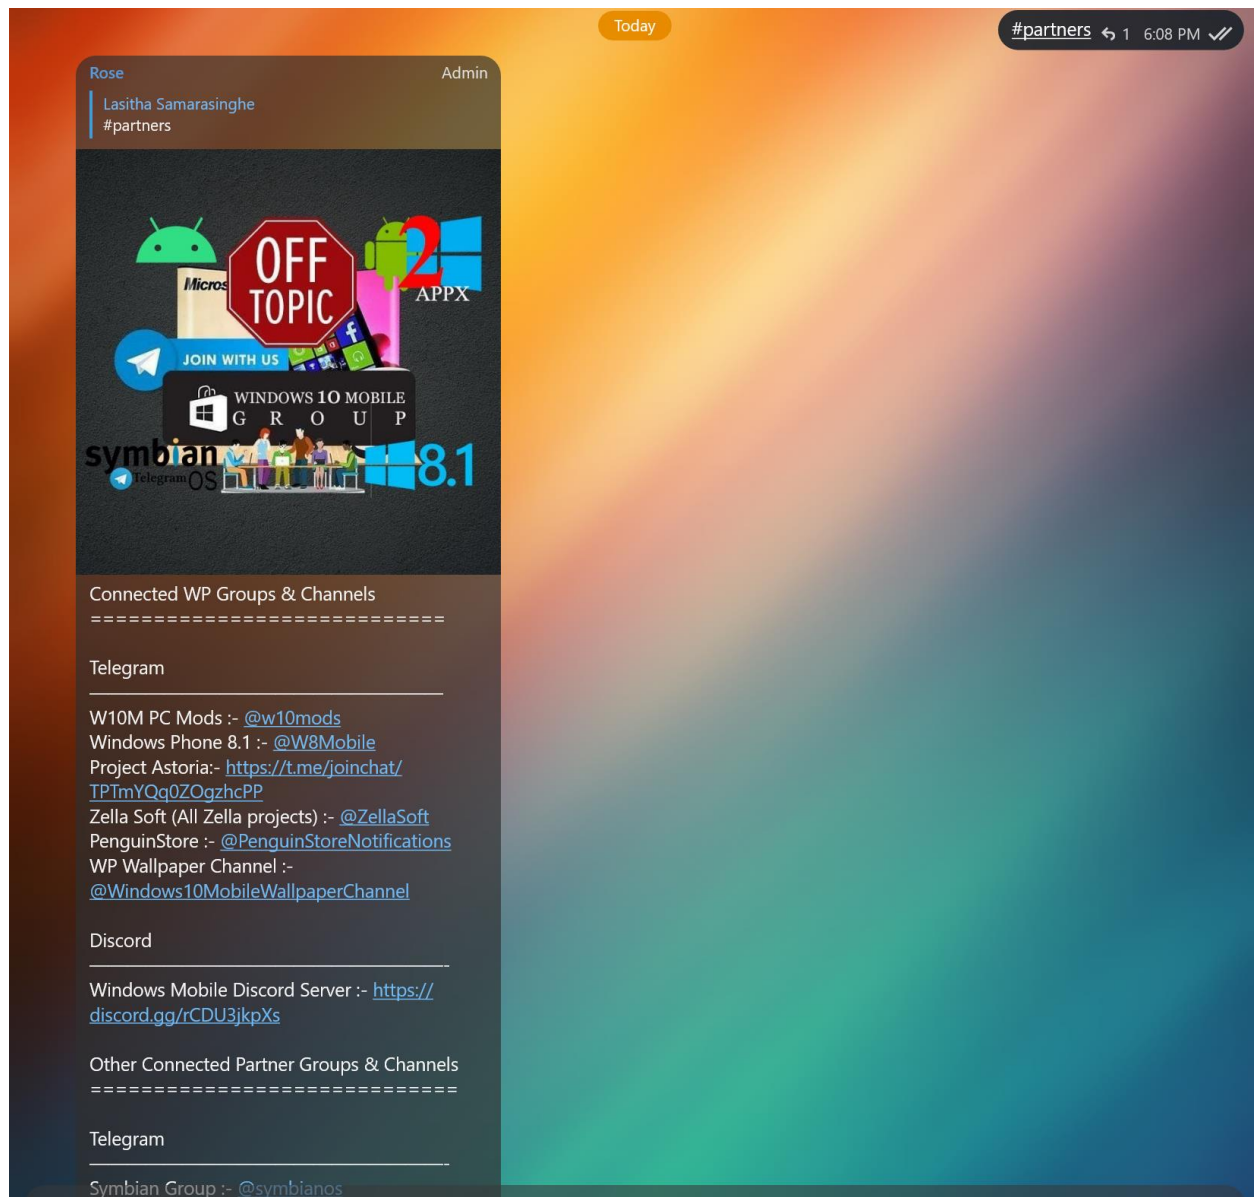 Today
#partners 1 6:08 PM
Rose Admin
Lasitha Samarasinghe
#partners
OFF
TOPIC
2
APPX
Micros
JOIN WITH US
WINDOWS 10 MOBILE
GROUP
symbian
Telegram OS
8.1
Connected WP Groups & Channels
============================
Telegram
W10M PC Mods :- @w10mods
Windows Phone 8.1 :- @W8Mobile
Project Astoria:- https://t.me/joinchat/
TPTmYQq0ZOgzhcPP
Zella Soft (All Zella projects) :- @ZellaSoft
PenguinStore :- @PenguinStoreNotifications
WP Wallpaper Channel :-
@Windows10MobileWallpaperChannel
Discord
Windows Mobile Discord Server :- https://
discord.gg/rCDU3jkpXs
Other Connected Partner Groups & Channels
=============================
Telegram
Symbian Group :- @symbianos